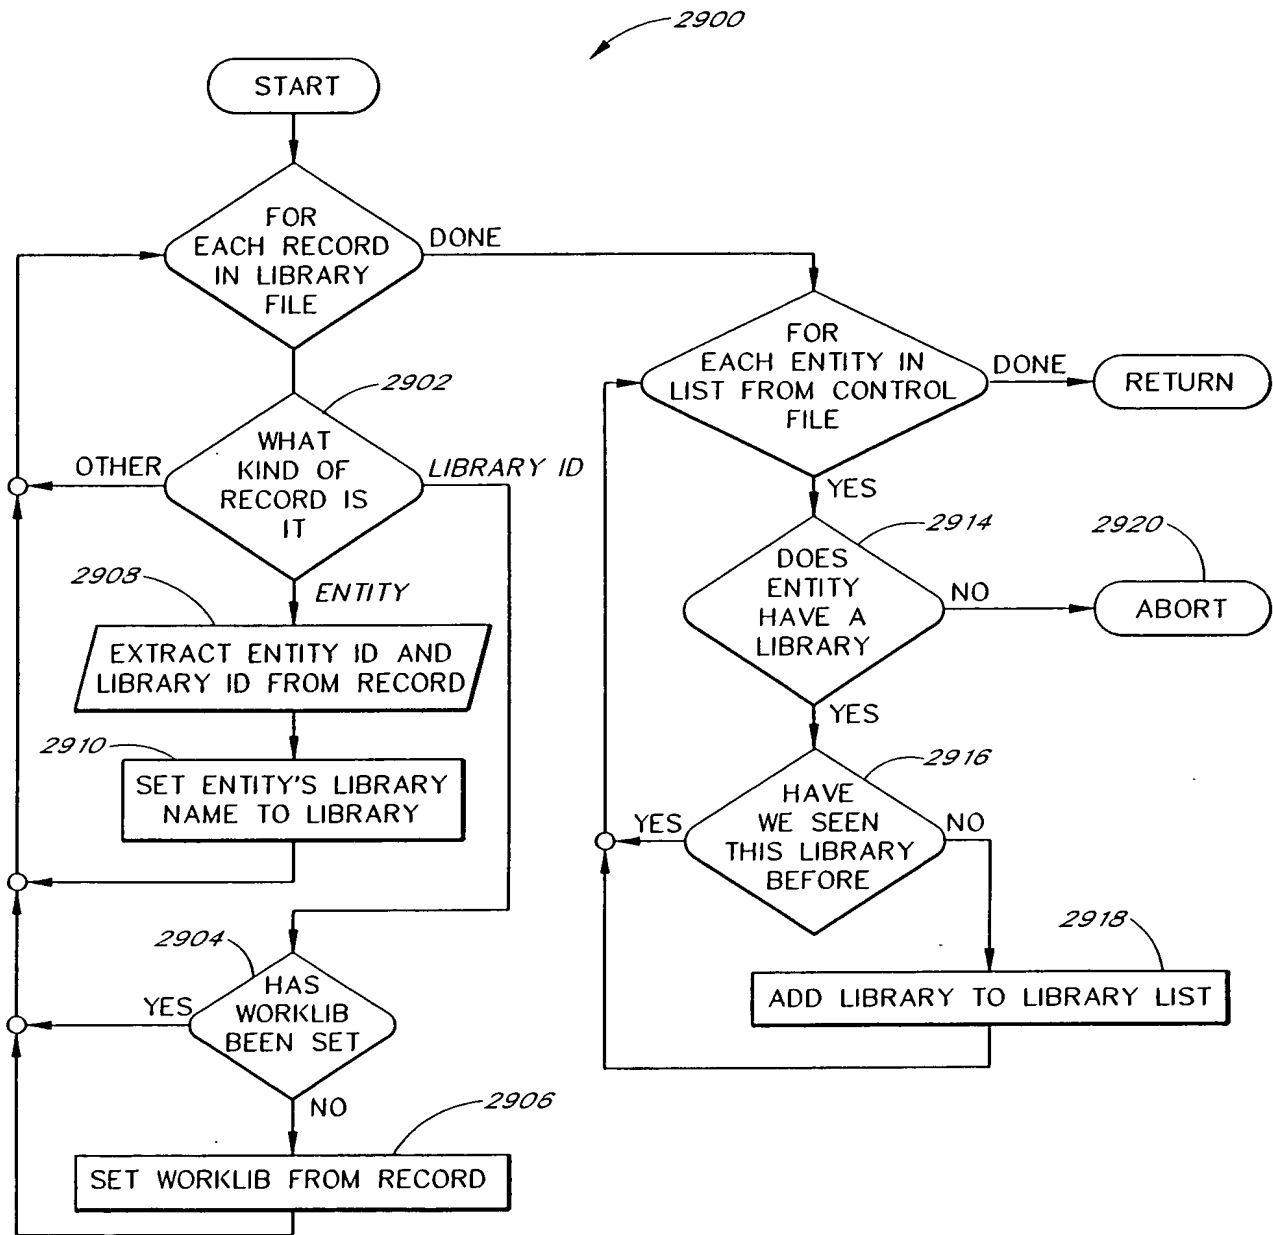 2900
START
FOR
EACH RECORD
IN LIBRARY
FILE
DONE
2902
WHAT
KIND OF
RECORD IS
IT
OTHER
LIBRARY ID
ENTITY
2908
EXTRACT ENTITY ID AND
LIBRARY ID FROM RECORD
2910
SET ENTITY'S LIBRARY
NAME TO LIBRARY
2904
HAS
WORKLIB
BEEN SET
YES
NO
2906
SET WORKLIB FROM RECORD
FOR
EACH ENTITY IN
LIST FROM CONTROL
FILE
DONE
RETURN
YES
2914
DOES
ENTITY
HAVE A
LIBRARY
NO
2920
ABORT
YES
2916
HAVE
WE SEEN
THIS LIBRARY
BEFORE
YES
NO
2918
ADD LIBRARY TO LIBRARY LIST